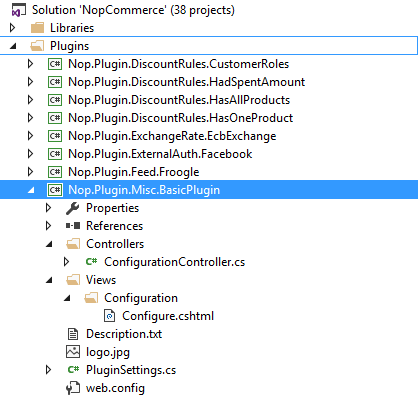 Solution 'NopCommerce' (38 projects)
Libraries
Plugins
C# Nop.Plugin.DiscountRules.CustomerRoles
C# Nop.Plugin.DiscountRules.HadSpentAmount
C# Nop.Plugin.DiscountRules.HasAllProducts
C# Nop.Plugin.DiscountRules.HasOneProduct
C# Nop.Plugin.ExchangeRate.EcbExchange
C# Nop.Plugin.ExternalAuth.Facebook
C# Nop.Plugin.Feed.Froogle
C# Nop.Plugin.Misc.BasicPlugin
Properties
References
Controllers
C# ConfigurationController.cs
Views
Configuration
Configure.cshtml
Description.txt
logo.jpg
C# PluginSettings.cs
web.config